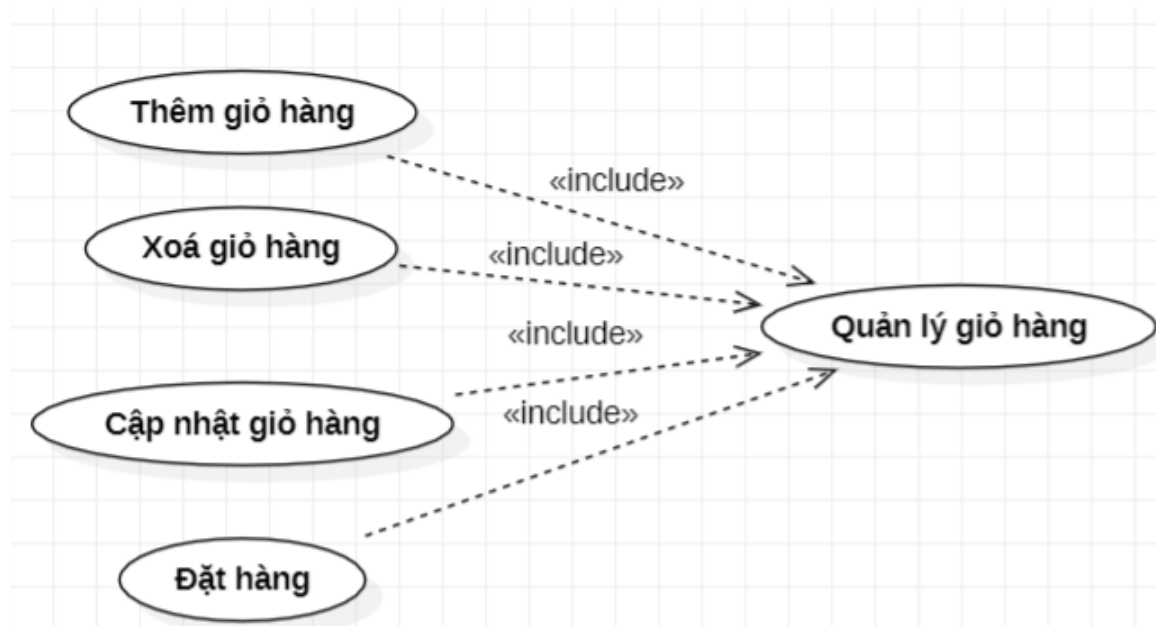 Thêm giỏ hàng
«include»
Xoá giỏ hàng
«include»
Quản lý giỏ hàng
«include»
Cập nhật giỏ hàng
«include»
Đặt hàng